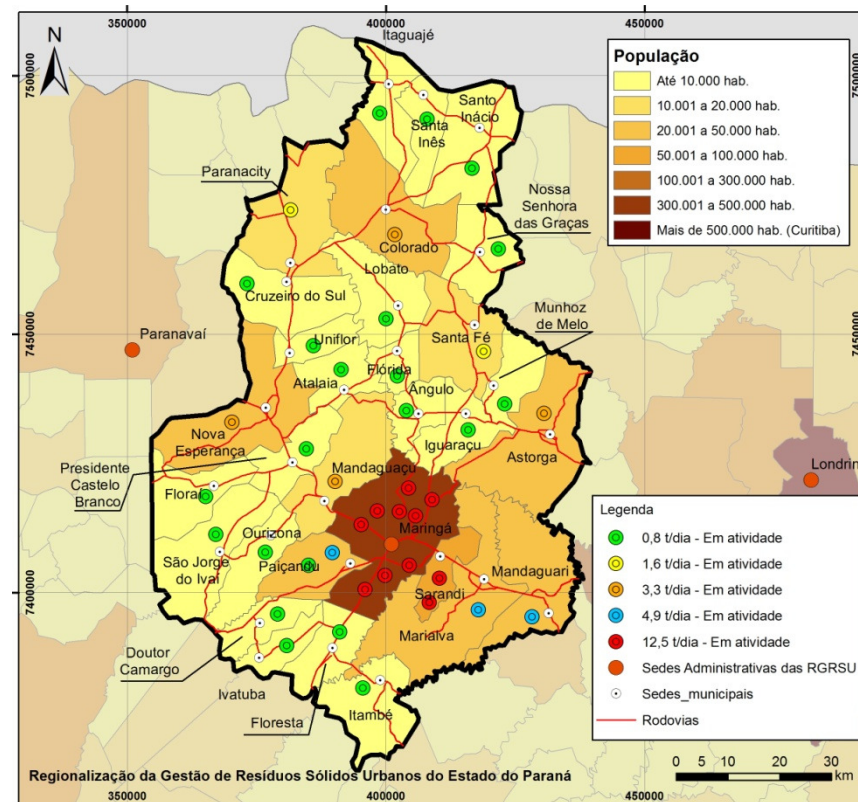 350000
400000
450000
Itaguajé
N
7500000
7500000
População
Até 10.000 hab.
10.001 a 20.000 hab.
20.001 a 50.000 hab.
50.001 a 100.000 hab.
100.001 a 300.000 hab.
300.001 a 500.000 hab.
Mais de 500.000 hab. (Curitiba)
Santo
Inácio
Santa
Inês
Paranacity
Nossa
Senhora
das Graças
Colorado
Lobato
Cruzeiro do Sul
Munhoz
de Melo
Paranavaí
7450000
7450000
Santa Fé
Uniflor
Flórida
Atalaia
Ângulo
Nova
Esperança
Iguaraçu
Astorga
Presidente
Castelo
Branco
Mandaguaçu
Londrin
Floraí
Maringá
Ourizona
São Jorge
do Ivaí
Paiçandu
Mandaguari
Sarandi
7400000
7400000
Marialva
Doutor
Camargo
Ivatuba
Floresta
Itambé
Legenda
0,8 t/dia - Em atividade
1,6 t/dia - Em atividade
3,3 t/dia - Em atividade
4,9 t/dia - Em atividade
12,5 t/dia - Em atividade
Sedes Administrativas das RGRSU
Sedes_municipais
Rodovias
Regionalização da Gestão de Resíduos Sólidos Urbanos do Estado do Paraná
0 5 10 20 30
km
350000
400000
450000